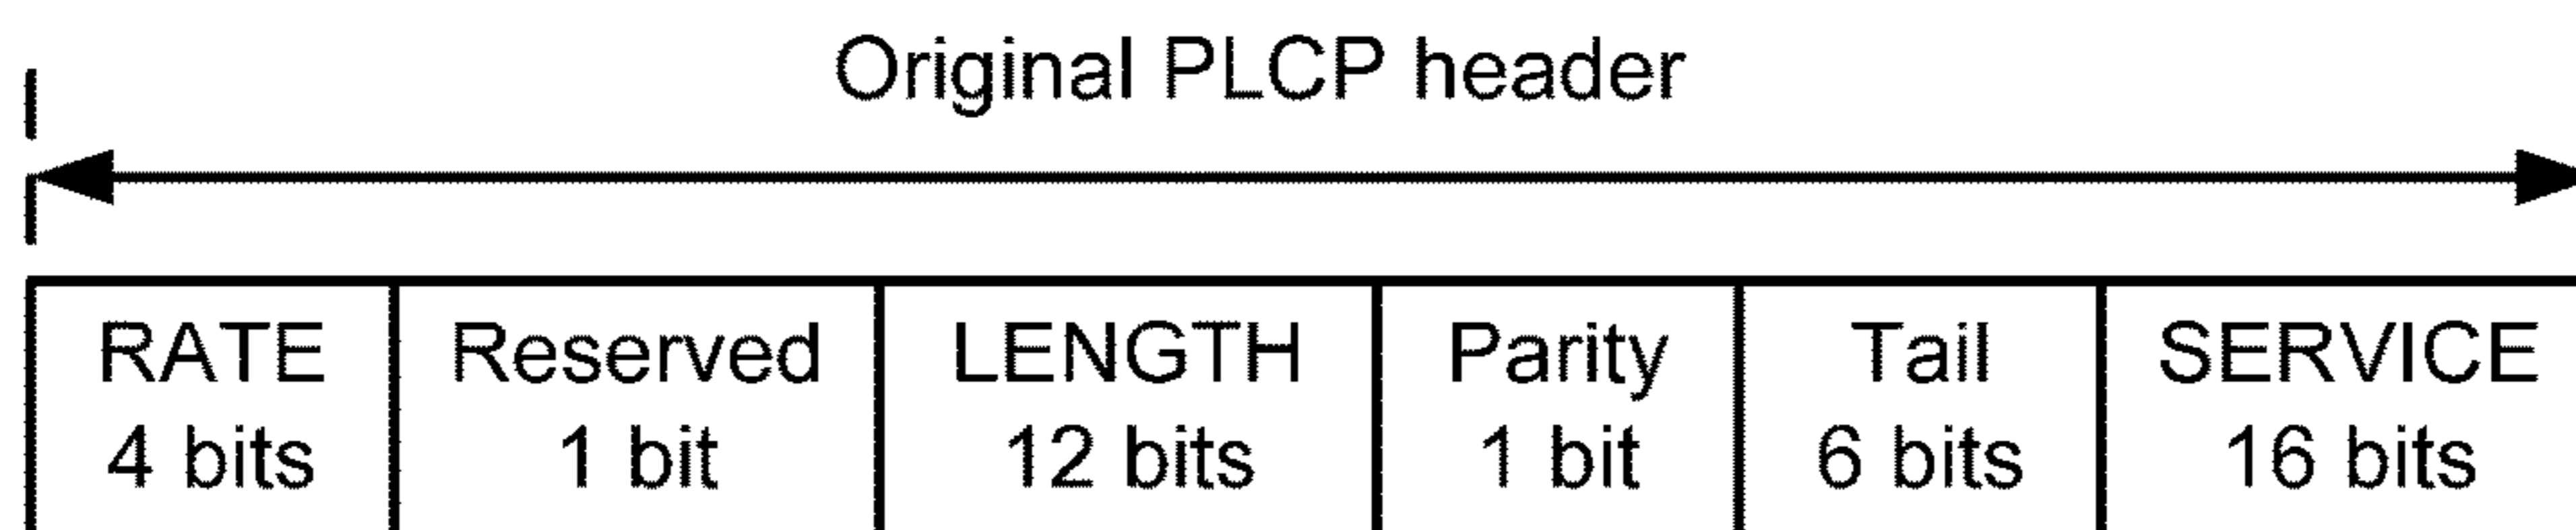 Original PLCP header
RATE Reserved LENGTH Parity Tail SERVICE
4 bits 1 bit 12 bits 1 bit 6 bits 16 bits